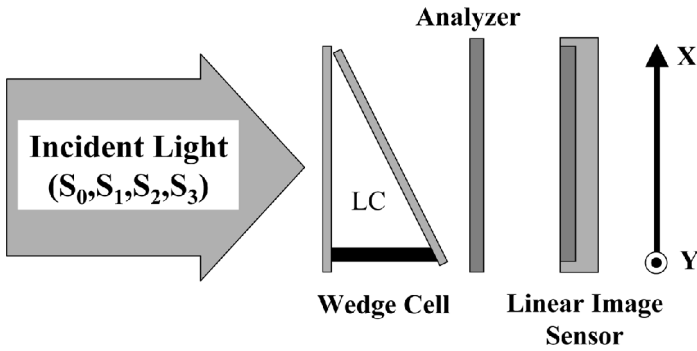 Analyzer
X
Incident Light
(S₀,S₁,S₂,S₃)
LC
Y
Wedge Cell
Linear Image
Sensor